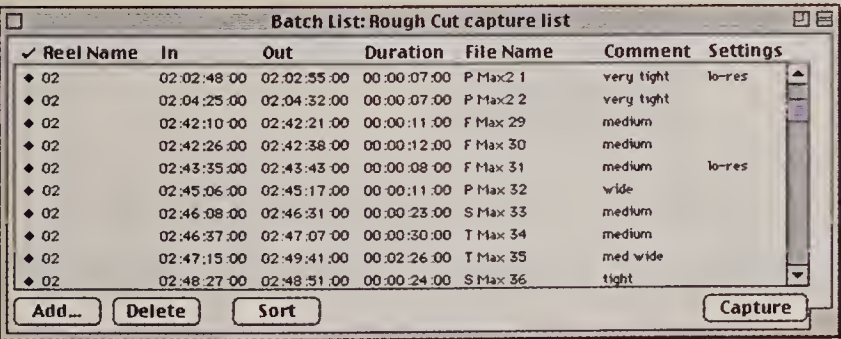 Batch List: Rough Cut capture list
✓ Reel Name In Out Duration File Name Comment Settings
◆ 02 02:02:48:00 02:02:55:00 00:00:07:00 P Max2 1 very tight lo-res
◆ 02 02:04:25:00 02:04:32:00 00:00:07:00 P Max2 2 very tight
◆ 02 02:42:10:00 02:42:21:00 00:00:11:00 F Max 29 medium
◆ 02 02:42:26:00 02:42:38:00 00:00:12:00 F Max 30 medium
◆ 02 02:43:35:00 02:43:43:00 00:00:08:00 F Max 31 medium lo-res
◆ 02 02:45:06:00 02:45:17:00 00:00:11:00 P Max 32 wide
◆ 02 02:46:08:00 02:46:31:00 00:00:23:00 S Max 33 medium
◆ 02 02:46:37:00 02:47:07:00 00:00:30:00 T Max 34 medium
◆ 02 02:47:15:00 02:49:41:00 00:02:26:00 T Max 35 med wide
◆ 02 02:48:27:00 02:48:51:00 00:00:24:00 S Max 36 tight
Add... Delete Sort Capture